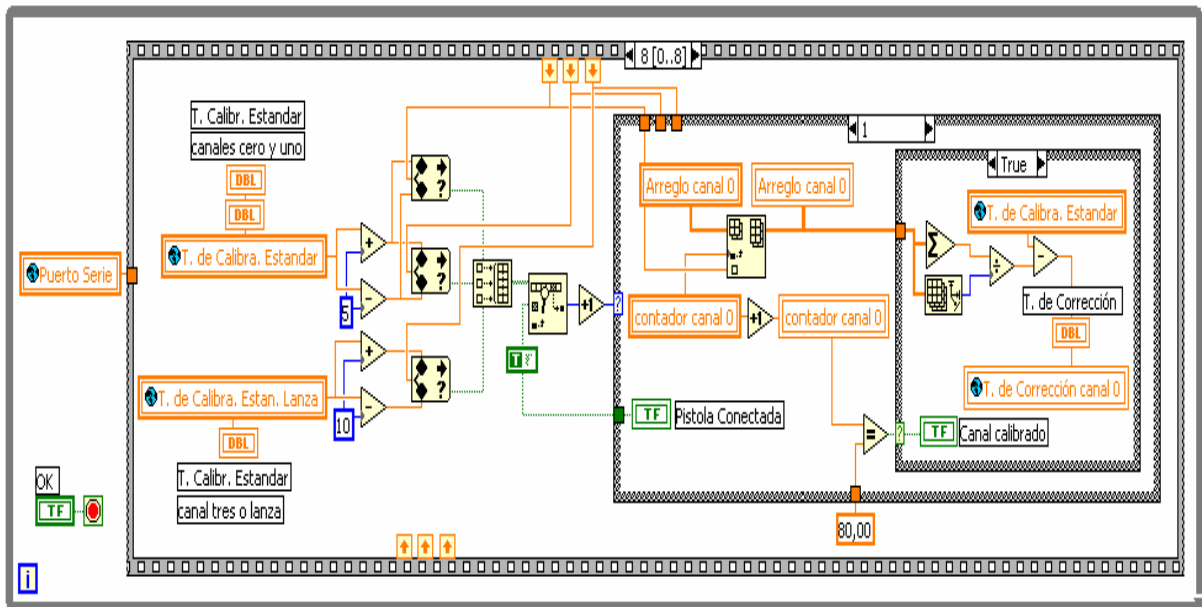 8 [0..8]
T. Calibr. Estandar
canales cero y uno
DBL
DBL
T. de Calibra. Estandar
Puerto Serie
+
-
5
T. de Calibra. Estan. Lanza
+
-
10
DBL
T. Calibr. Estandar
canal tres o lanza
OK
TF
i
?
?
?
+1
T
?
1
Arreglo canal 0
Arreglo canal 0
contador canal 0
+1
contador canal 0
TF
Pistola Conectada
=
80,00
True
T. de Calibra. Estandar
Σ
÷
-
T. de Corrección
DBL
T. de Corrección canal 0
?
TF
Canal calibrado